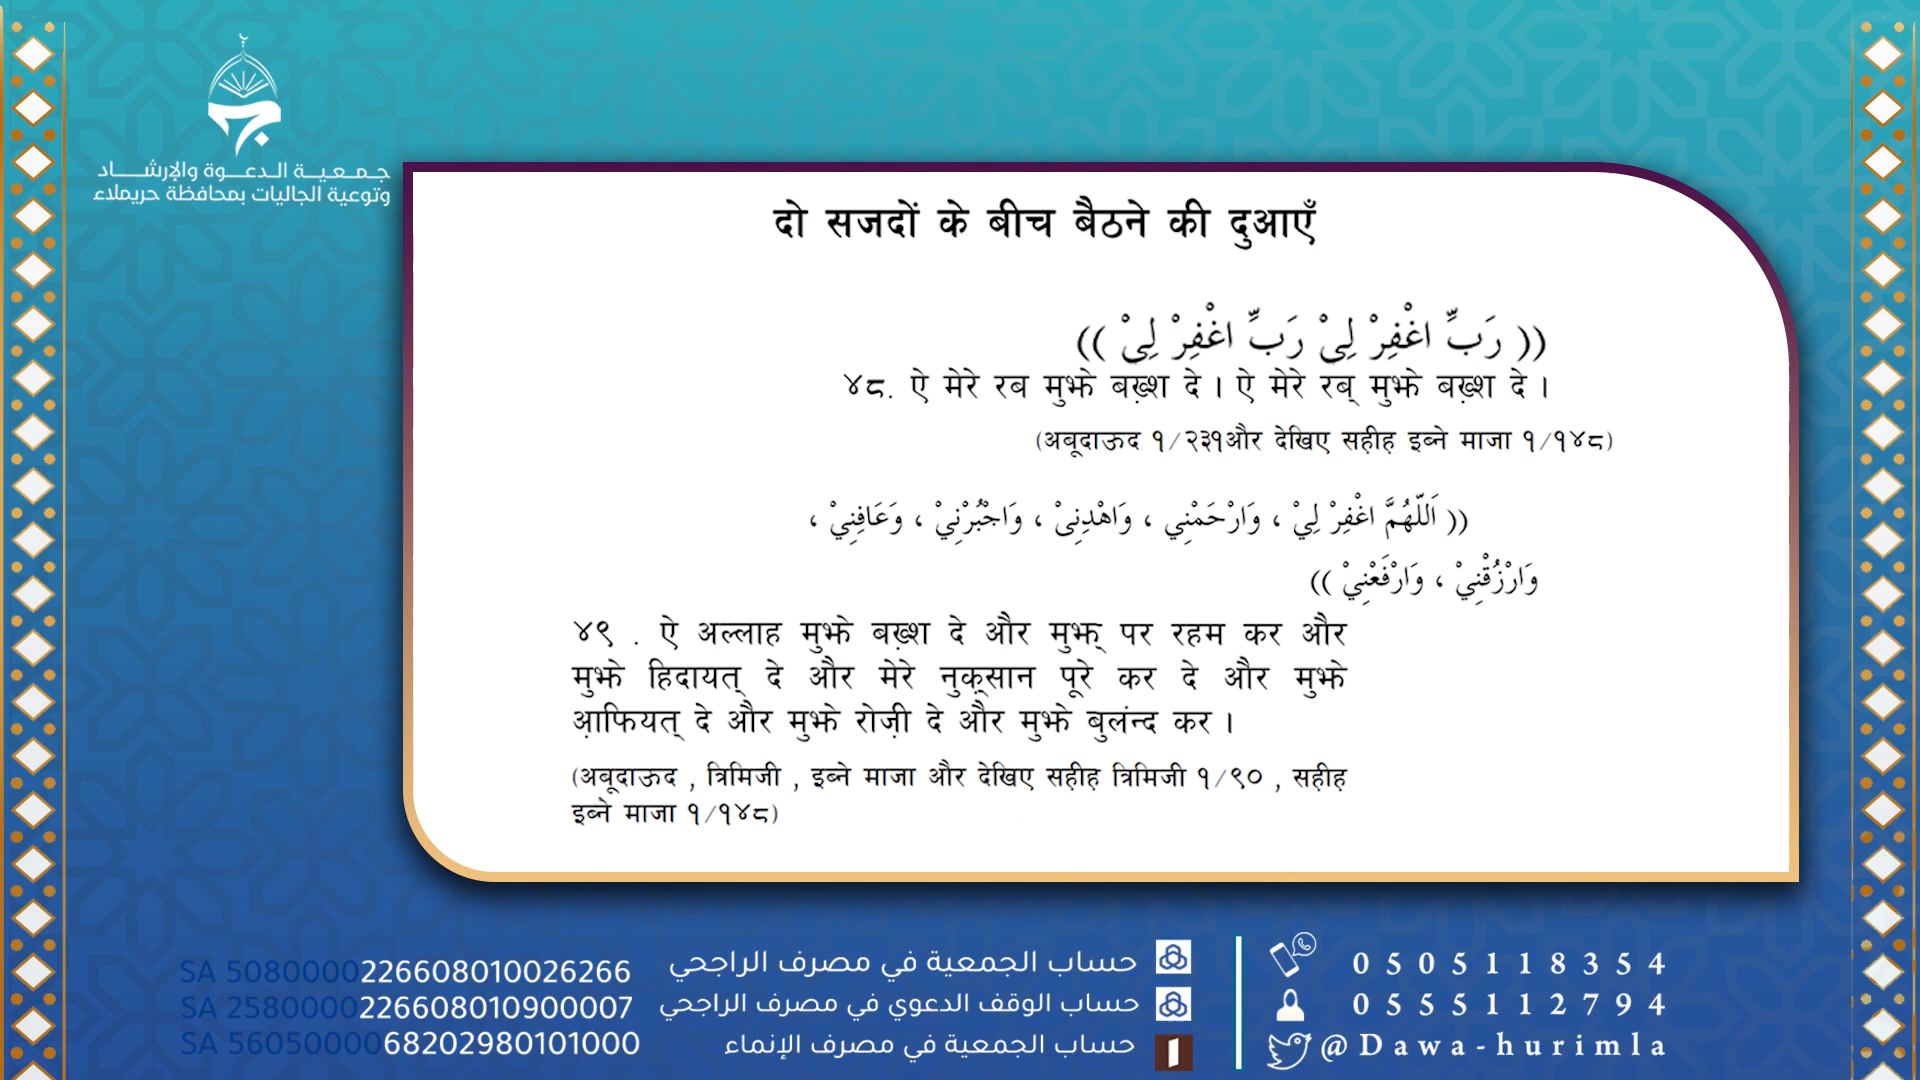 جمعية الدعوة والإرشاد
وتوعية الجاليات بمحافظة حريملاء
दो सजदों के बीच बैठने की दुआएँ
(( رَبِّ اغْفِرْ لِيْ رَبِّ اغْفِرْ لِيْ ))
४८. ऐ मेरे रब मुझे बख़्श दे । ऐ मेरे रब् मुझे बख़्श दे ।
(अबूदाऊद १/२३१और देखिए सह़ीह़ इब्ने माजा १/१४८)
(( اَللّهُمَّ اغْفِرْ لِيْ ، وَارْحَمْنِي ، وَاهْدِنِىْ ، وَاجْبُرْنِيْ ، وَعَافِنِيْ ،
وَارْزُقْنِيْ ، وَارْفَعْنِيْ ))
४९ . ऐ अल्लाह मुझे बख़्श दे और मुझ् पर रहम कर और
मुझे हिदायत् दे और मेरे नुक़्सान पूरे कर दे और मुझे
आ़फियत् दे और मुझे रोज़ी दे और मुझे बुलंन्द कर ।
(अबूदाऊद , त्रिमिजी , इब्ने माजा और देखिए सह़ीह़ त्रिमिजी १/९० , सह़ीह़
इब्ने माजा १/१४८)
SA 5080000226608010026266 حساب الجمعية في مصرف الراجحي
SA 2580000226608010900007 حساب الوقف الدعوي في مصرف الراجحي
SA 5605000068202980101000 حساب الجمعية في مصرف الإنماء
0505118354
0555112794
@Dawa-hurimla